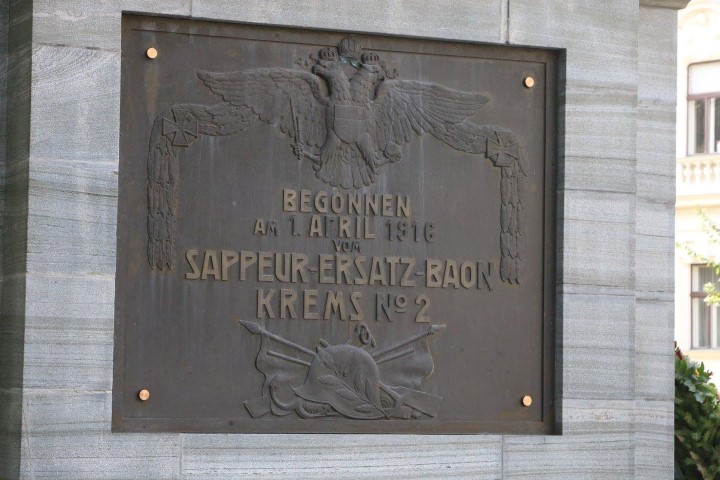 BEGONNEN
AM 1. APRIL 1916
VOM
SAPPEUR-ERSATZ-BAON
KREMS No 2